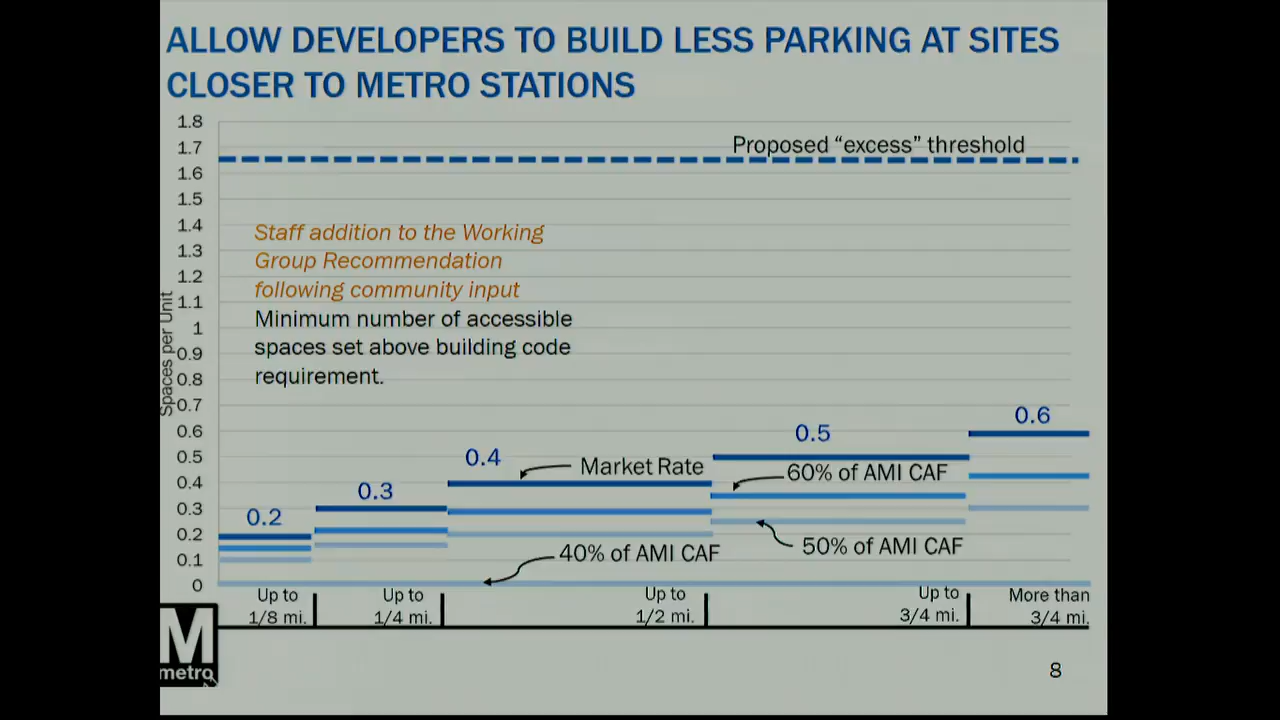 ALLOW DEVELOPERS TO BUILD LESS PARKING AT SITES
CLOSER TO METRO STATIONS
1.8
1.7
1.6
1.5
1.4
1.3
1.2
1.1
1
0.9
0.8
0.7
0.6
0.5
0.4
0.3
0.2
0.1
0
Spaces per Unit
Proposed “excess” threshold
Staff addition to the Working
Group Recommendation
following community input
Minimum number of accessible
spaces set above building code
requirement.
0.2
0.3
0.4
0.5
0.6
Market Rate
60% of AMI CAF
50% of AMI CAF
40% of AMI CAF
Up to
1/8 mi.
Up to
1/4 mi.
Up to
1/2 mi.
Up to
3/4 mi.
More than
3/4 mi.
M
metro
8